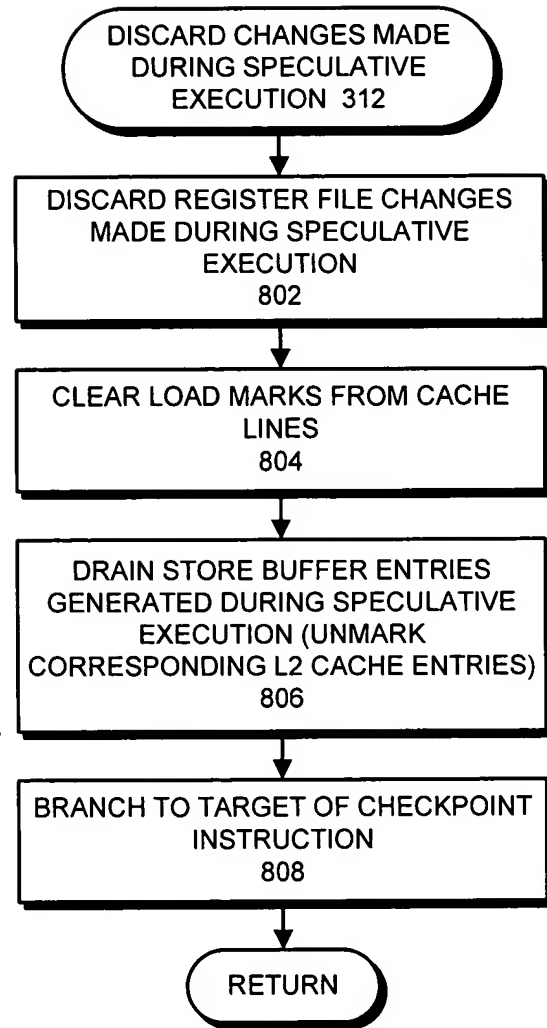 DISCARD CHANGES MADE
DURING SPECULATIVE
EXECUTION 312
DISCARD REGISTER FILE CHANGES
MADE DURING SPECULATIVE
EXECUTION
802
CLEAR LOAD MARKS FROM CACHE
LINES
804
DRAIN STORE BUFFER ENTRIES
GENERATED DURING SPECULATIVE
EXECUTION (UNMARK
CORRESPONDING L2 CACHE ENTRIES)
806
BRANCH TO TARGET OF CHECKPOINT
INSTRUCTION
808
RETURN